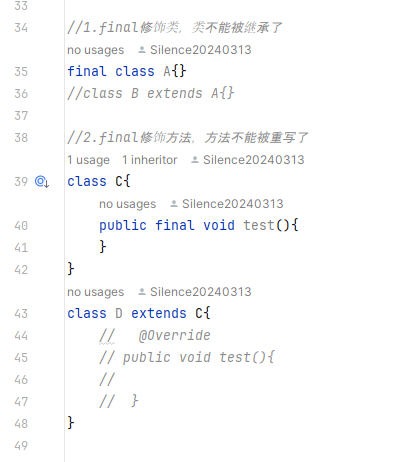 33
34 //1.final修饰类，类不能被继承了
no usages Silence20240313
35 final class A{}
36 //class B extends A{}
37
38 //2.final修饰方法，方法不能被重写了
1 usage 1 inheritor Silence20240313
39 class C{
no usages Silence20240313
40 public final void test(){
41 }
42 }
no usages Silence20240313
43 class D extends C{
44 // @Override
45 // public void test(){
46 //
47 // }
48 }
49